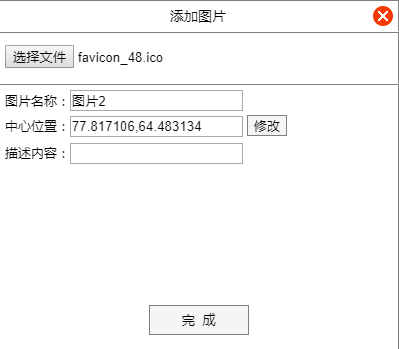 添加图片
选择文件 favicon_48.ico
图片名称：图片2
中心位置：77.817106,64.483134 修改
描述内容：
完 成